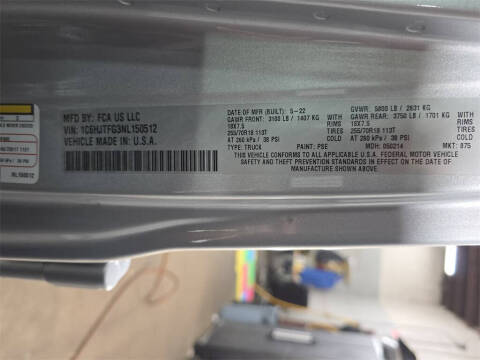 MFG BY: FCA US LLC
VIN: 1C6HJTFG3NL150512
VEHICLE MADE IN: U.S.A.
DATE OF MFR (BUILT): 5-22
GAWR FRONT: 3100 LB / 1407 KG WITH
18X7.5 RIMS
255/70R18 113T TIRES
AT 260 kPa / 38 PSI COLD
TYPE: TRUCK PAINT: PSE
GVWR: 5800 LB / 2631 KG
GAWR REAR: 3750 LB / 1701 KG WITH
18X7.5 RIMS
255/70R18 113T TIRES
AT 260 kPa / 38 PSI COLD
MDH: 050214 MKT: 875
THIS VEHICLE CONFORMS TO ALL APPLICABLE U.S.A. FEDERAL MOTOR VEHICLE
SAFETY AND THEFT PREVENTION STANDARDS IN EFFECT ON THE DATE OF
MANUFACTURE SHOWN ABOVE.